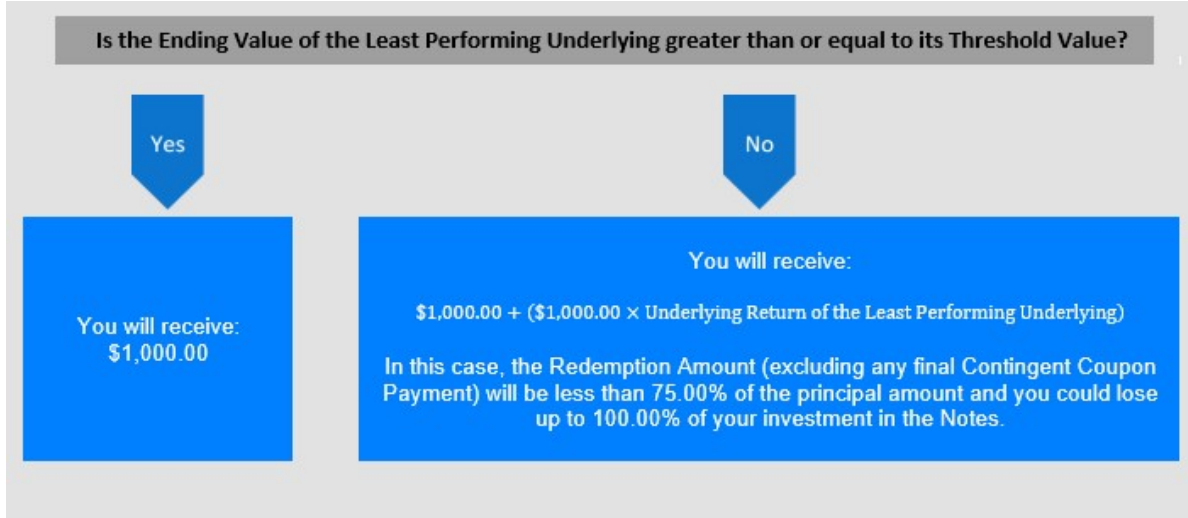 Is the Ending Value of the Least Performing Underlying greater than or equal to its Threshold Value?
Yes
No
You will receive:
$1,000.00
You will receive:
$1,000.00 + ($1,000.00 × Underlying Return of the Least Performing Underlying)
In this case, the Redemption Amount (excluding any final Contingent Coupon
Payment) will be less than 75.00% of the principal amount and you could lose
up to 100.00% of your investment in the Notes.